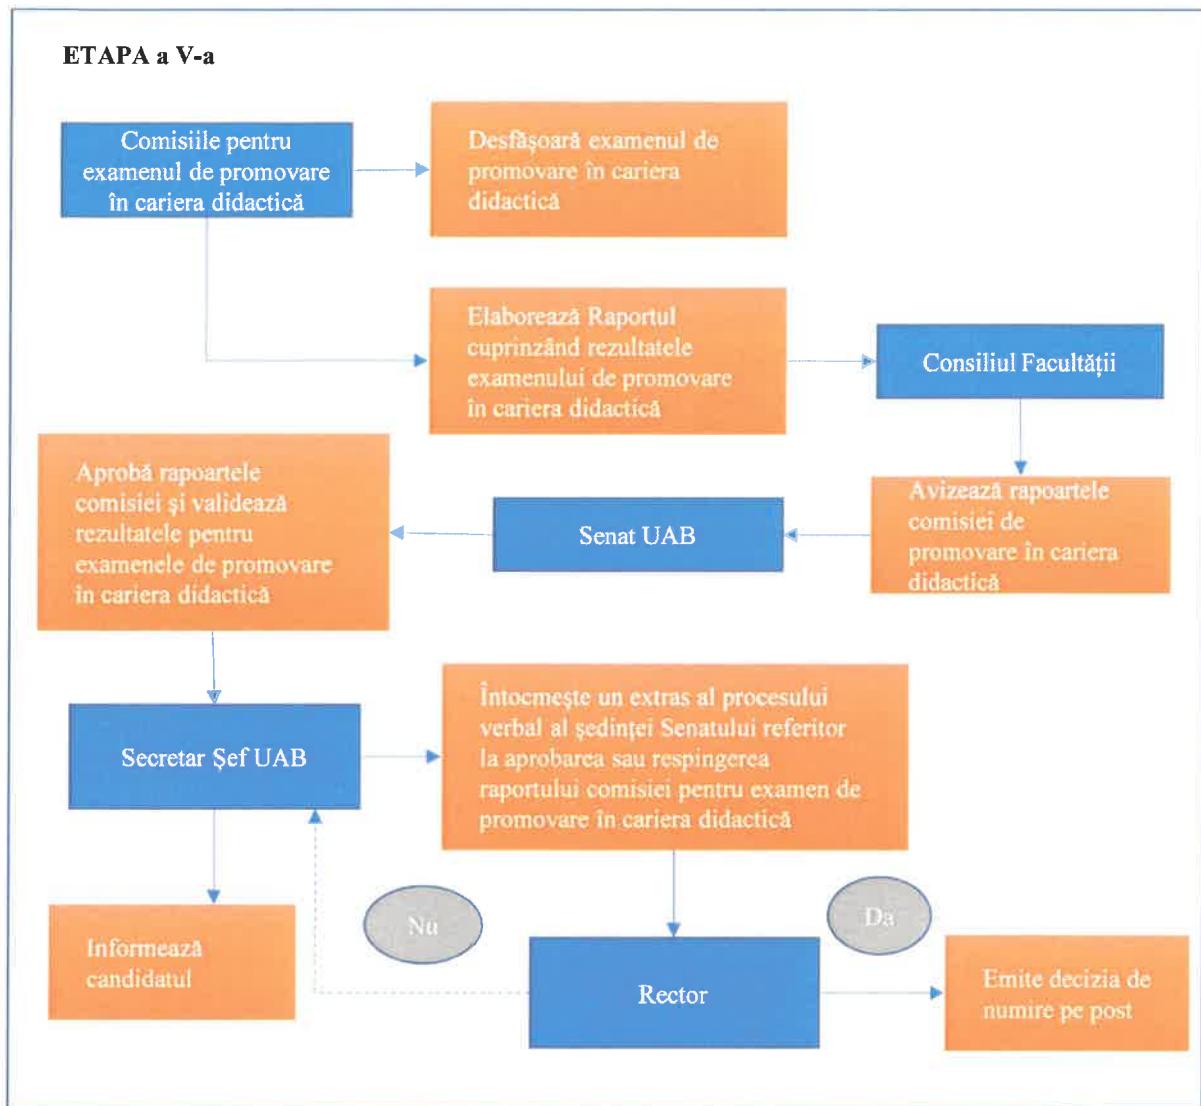 ETAPA a V-a
Comisiile pentru
examenul de promovare
în cariera didactică
Desfășoară examenul de
promovare în cariera
didactică
Elaborează Raportul
cuprinzând rezultatele
examenului de promovare
în cariera didactică
Consiliul Facultății
Aprobă rapoartele
comisiei și validează
rezultatele pentru
examenele de promovare
în cariera didactică
Senat UAB
Avizează rapoartele
comisiei de
promovare în cariera
didactică
Secretar Șef UAB
Întocmește un extras al procesului
verbal al ședinței Senatului referitor
la aprobarea sau respingerea
raportului comisiei pentru examen de
promovare în cariera didactică
Informează
candidatul
Nu
Da
Rector
Emite decizia de
numire pe post